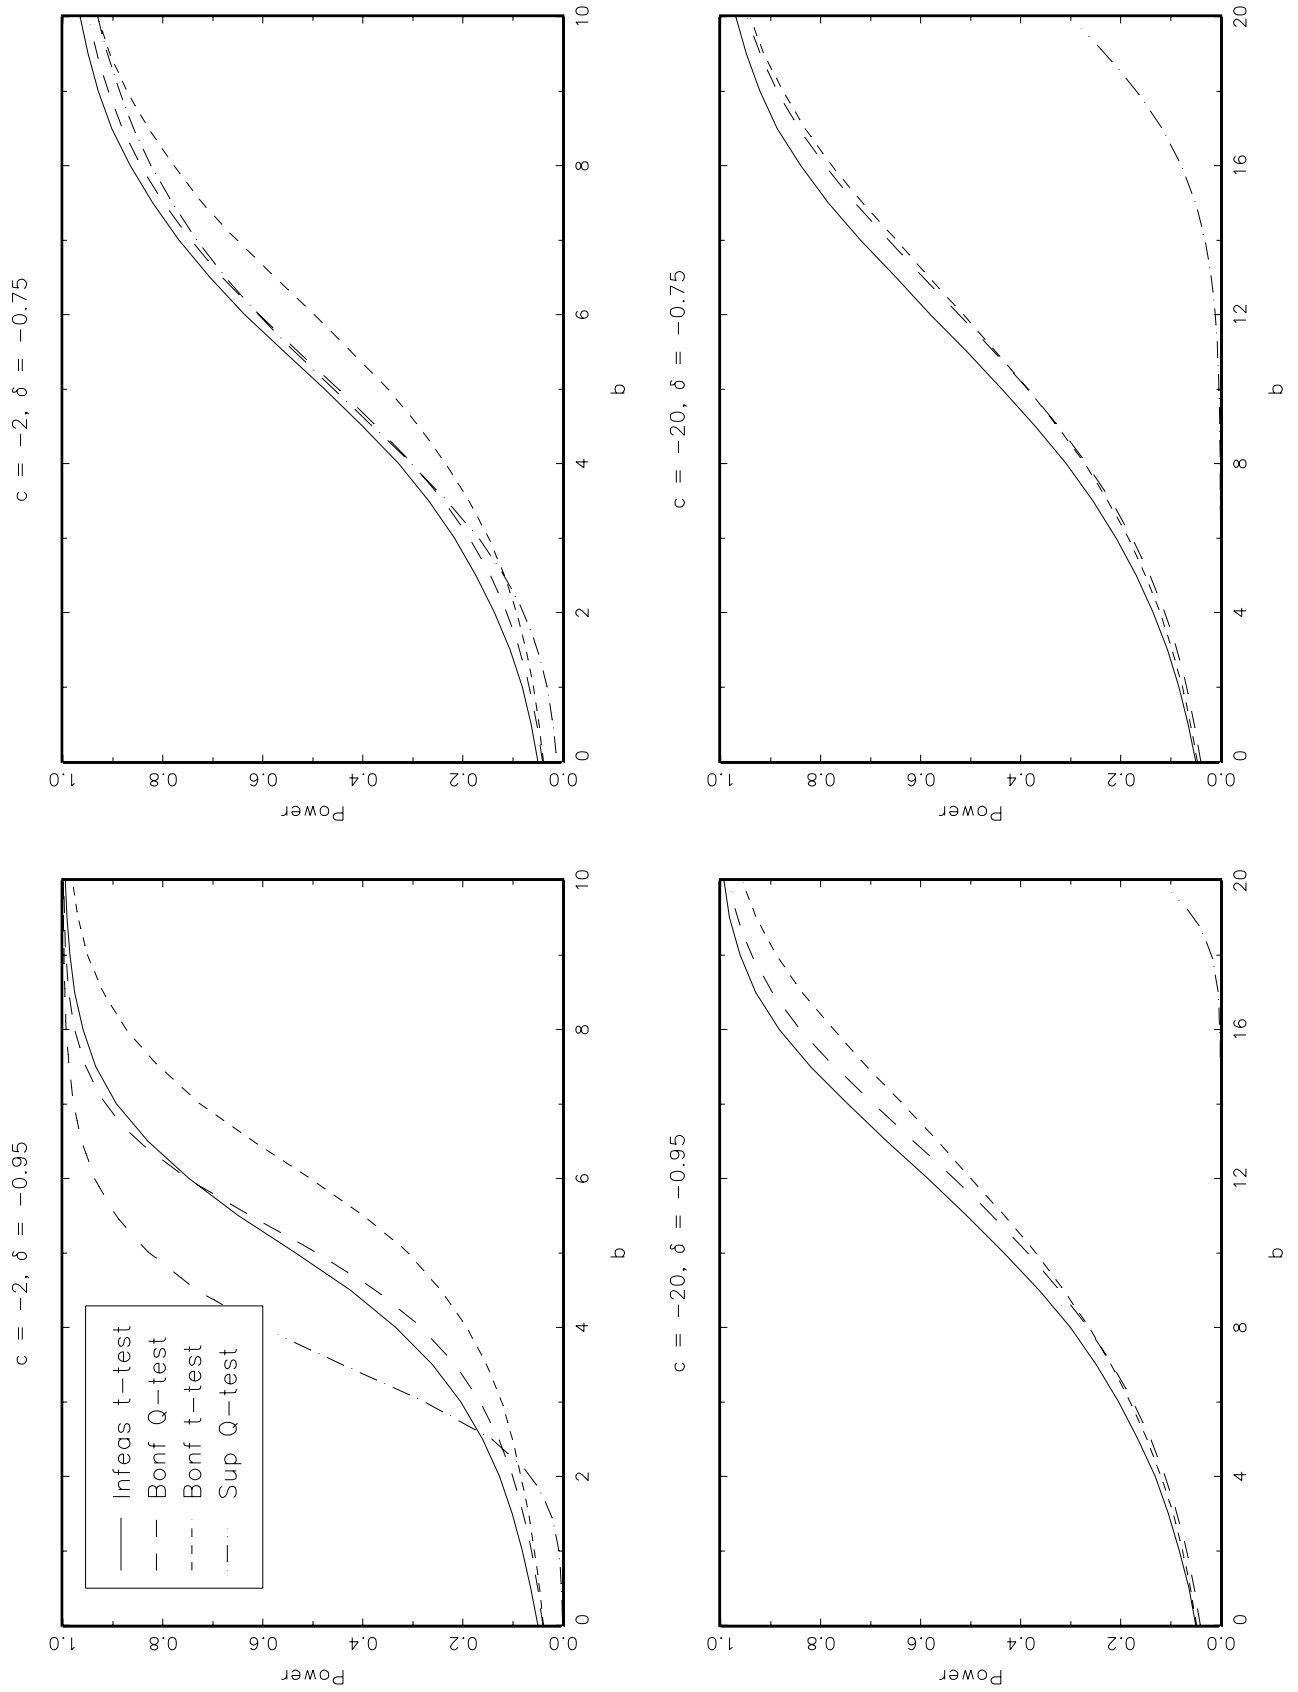 c = −2, δ = −0.95
Power
1.0
0.8
0.6
0.4
0.2
0.0
Infeas t−test
Bonf Q−test
Bonf t−test
Sup Q−test
0 2 4 6 8 10
b
c = −2, δ = −0.75
Power
1.0
0.8
0.6
0.4
0.2
0.0
0 2 4 6 8 10
b
c = −20, δ = −0.95
Power
1.0
0.8
0.6
0.4
0.2
0.0
0 4 8 12 16 20
b
c = −20, δ = −0.75
Power
1.0
0.8
0.6
0.4
0.2
0.0
0 4 8 12 16 20
b